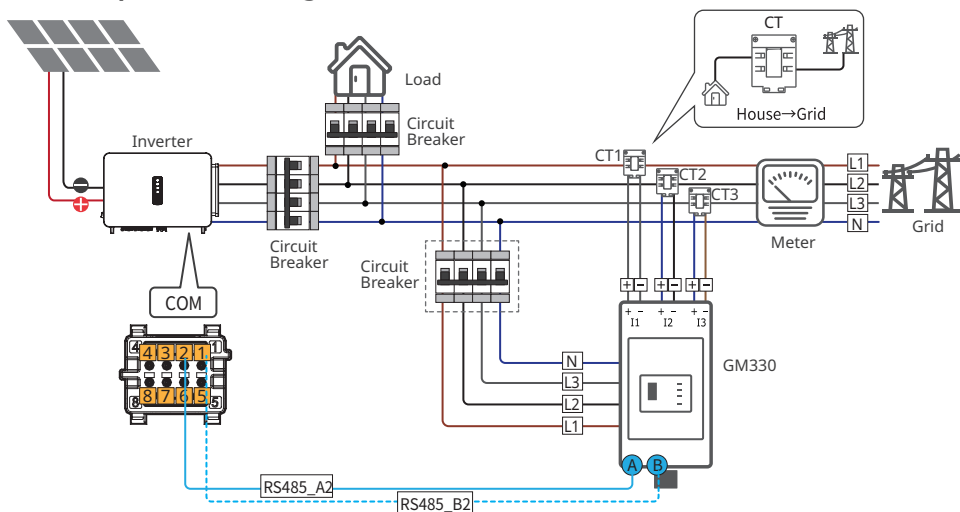 CT
House→Grid
Load
Circuit
Breaker
Inverter
CT1
CT2
CT3
L1
L2
L3
N
Meter
Grid
Circuit
Breaker
Circuit
Breaker
COM
+ - + - + -
+ - + - + -
I1 I2 I3
GM330
N
L3
L2
L1
4 4 3 2 1 1
8 8 7 6 5 5
A B
RS485_A2
RS485_B2